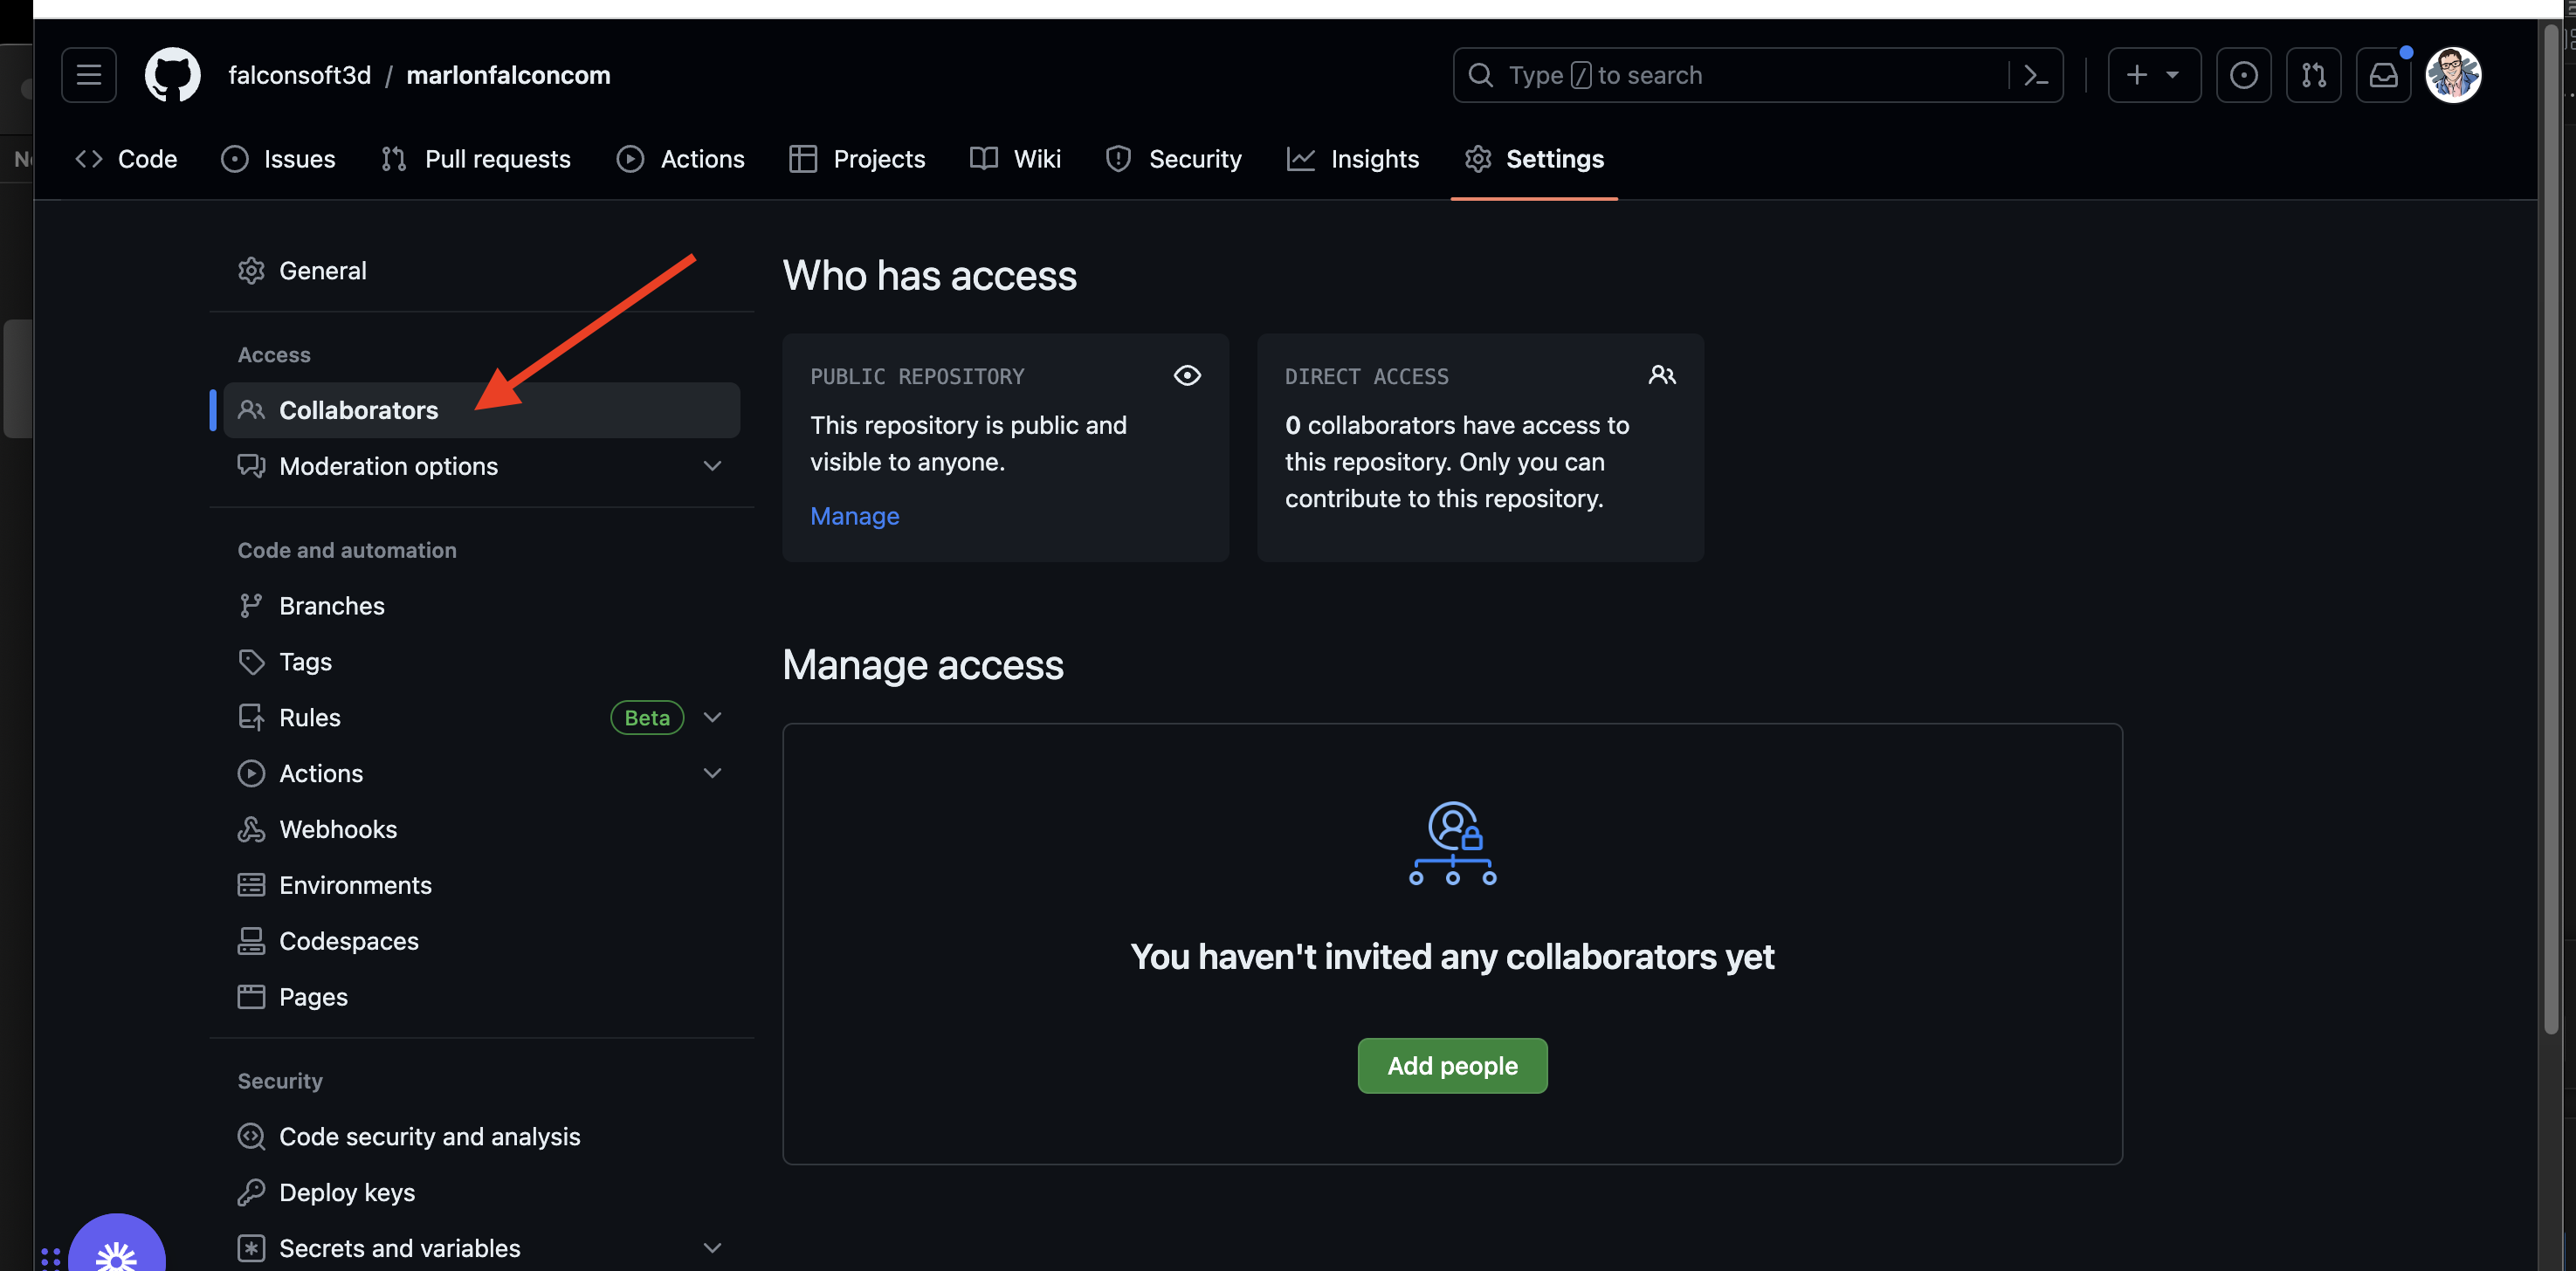 falconsoft3d / marlonfalconcom
Type / to search
Code
Issues
Pull requests
Actions
Projects
Wiki
Security
Insights
Settings
General
Access
Collaborators
Moderation options
Code and automation
Branches
Tags
Rules
Beta
Actions
Webhooks
Environments
Codespaces
Pages
Security
Code security and analysis
Deploy keys
Secrets and variables
Who has access
PUBLIC REPOSITORY
This repository is public and
visible to anyone.
Manage
DIRECT ACCESS
0 collaborators have access to
this repository. Only you can
contribute to this repository.
Manage access
You haven't invited any collaborators yet
Add people